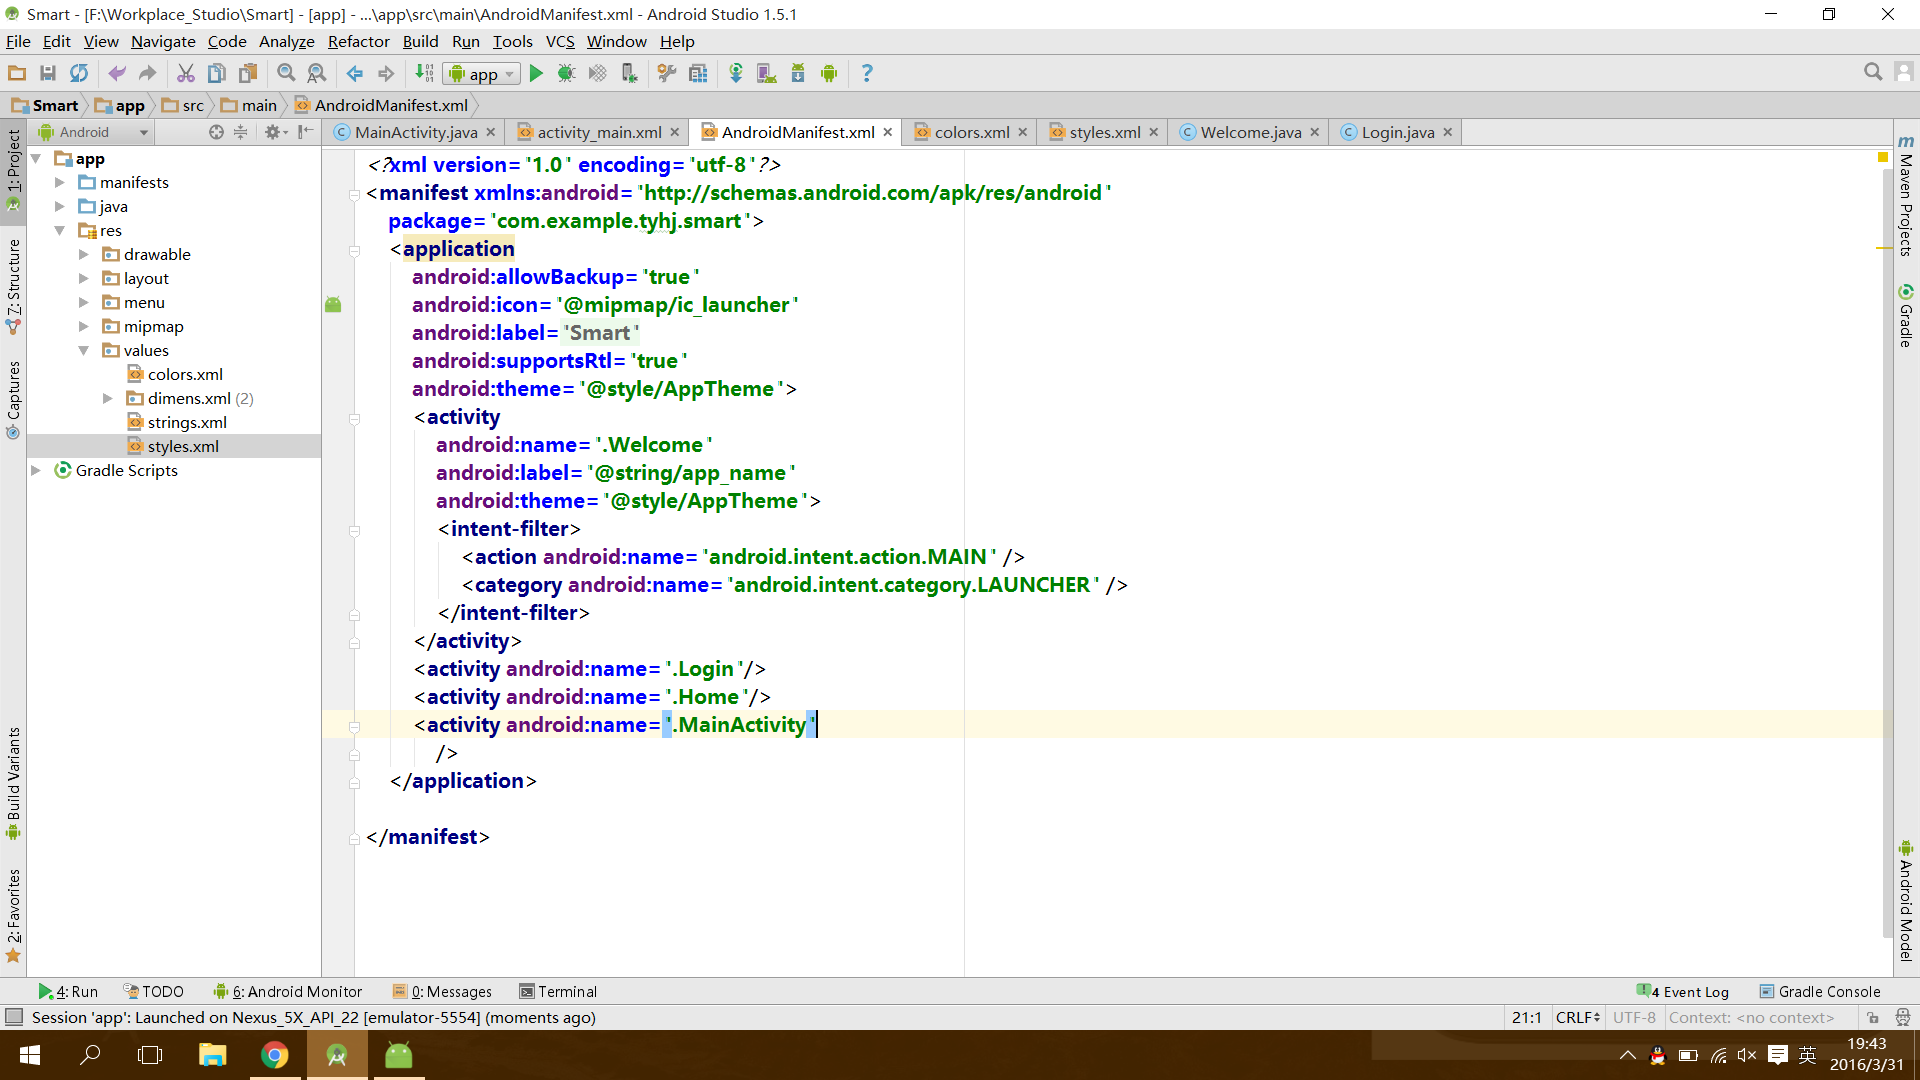 Smart - [F:\Workplace_Studio\Smart] - [app] - ...\app\src\main\AndroidManifest.xml - Android Studio 1.5.1
File Edit View Navigate Code Analyze Refactor Build Run Tools VCS Window Help
app
Smart app src main AndroidManifest.xml
Android
MainActivity.java activity_main.xml AndroidManifest.xml colors.xml styles.xml Welcome.java Login.java
1: Project
Z: Structure
Captures
Build Variants
2: Favorites
app
manifests
java
res
drawable
layout
menu
mipmap
values
colors.xml
dimens.xml (2)
strings.xml
styles.xml
Gradle Scripts
<?xml version="1.0" encoding="utf-8"?>
<manifest xmlns:android="http://schemas.android.com/apk/res/android"
package="com.example.tyhj.smart">
<application
android:allowBackup="true"
android:icon="@mipmap/ic_launcher"
android:label="Smart"
android:supportsRtl="true"
android:theme="@style/AppTheme">
<activity
android:name=".Welcome"
android:label="@string/app_name"
android:theme="@style/AppTheme">
<intent-filter>
<action android:name="android.intent.action.MAIN" />
<category android:name="android.intent.category.LAUNCHER" />
</intent-filter>
</activity>
<activity android:name=".Login"/>
<activity android:name=".Home"/>
<activity android:name=".MainActivity"
/>
</application>
</manifest>
Maven Projects
Gradle
Android Model
4: Run TODO 6: Android Monitor 0: Messages Terminal 4 Event Log Gradle Console
Session 'app': Launched on Nexus_5X_API_22 [emulator-5554] (moments ago) 21:1 CRLF UTF-8 Context: <no context>
英
19:43
2016/3/31